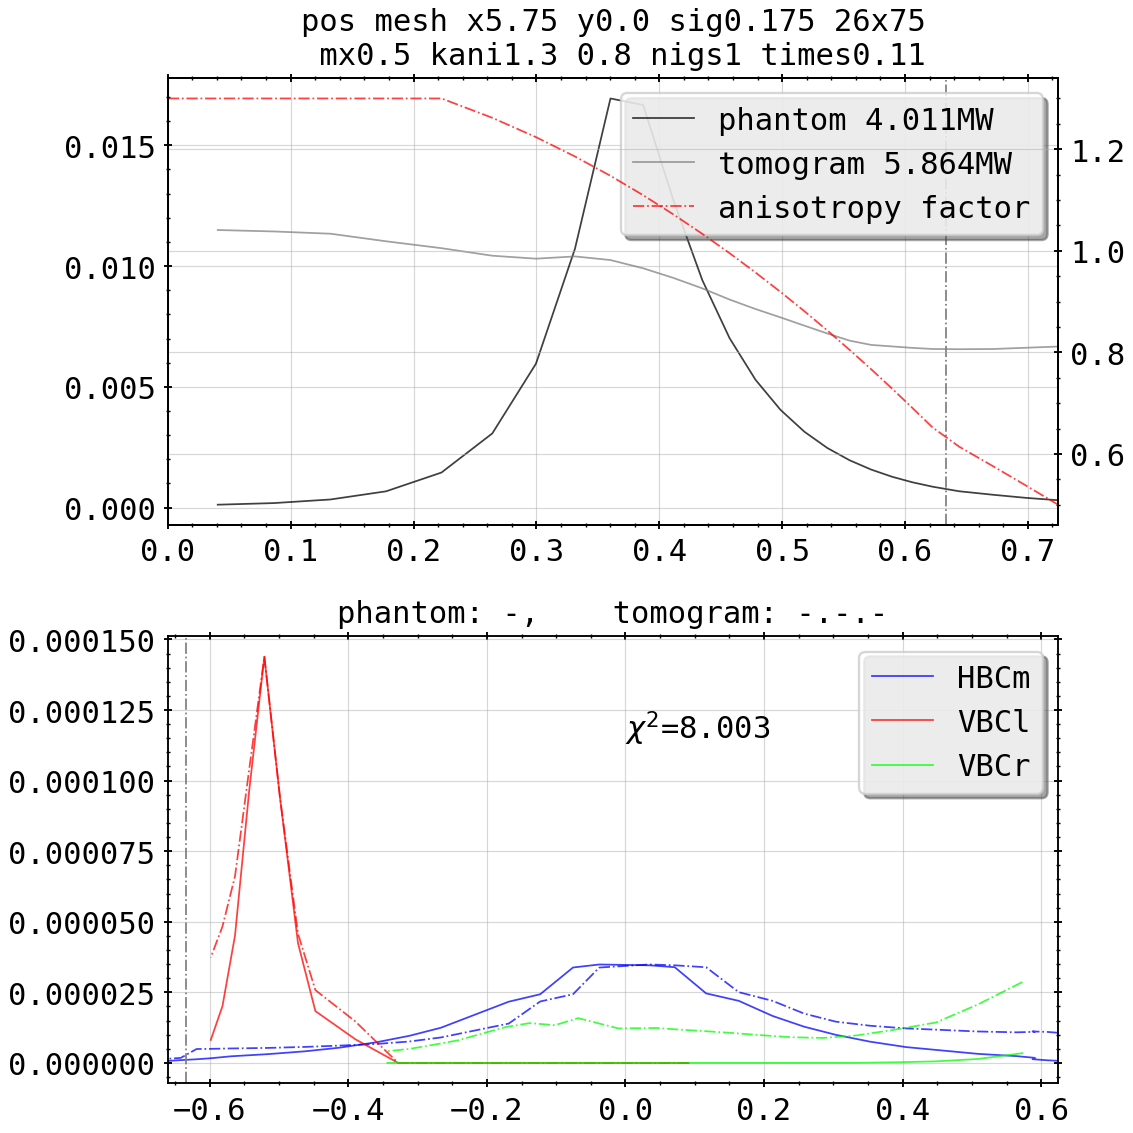 pos mesh x5.75 y0.0 sig0.175 26x75
mx0.5 kani1.3 0.8 nigs1 times0.11
phantom 4.011MW
tomogram 5.864MW
anisotropy factor
0.015
0.010
0.005
0.000
1.2
1.0
0.8
0.6
0.0 0.1 0.2 0.3 0.4 0.5 0.6 0.7
phantom: -, tomogram: -.-.-
0.000150
0.000125
0.000100
0.000075
0.000050
0.000025
0.000000
HBCm
VBCl
VBCr
χ²=8.003
−0.6 −0.4 −0.2 0.0 0.2 0.4 0.6